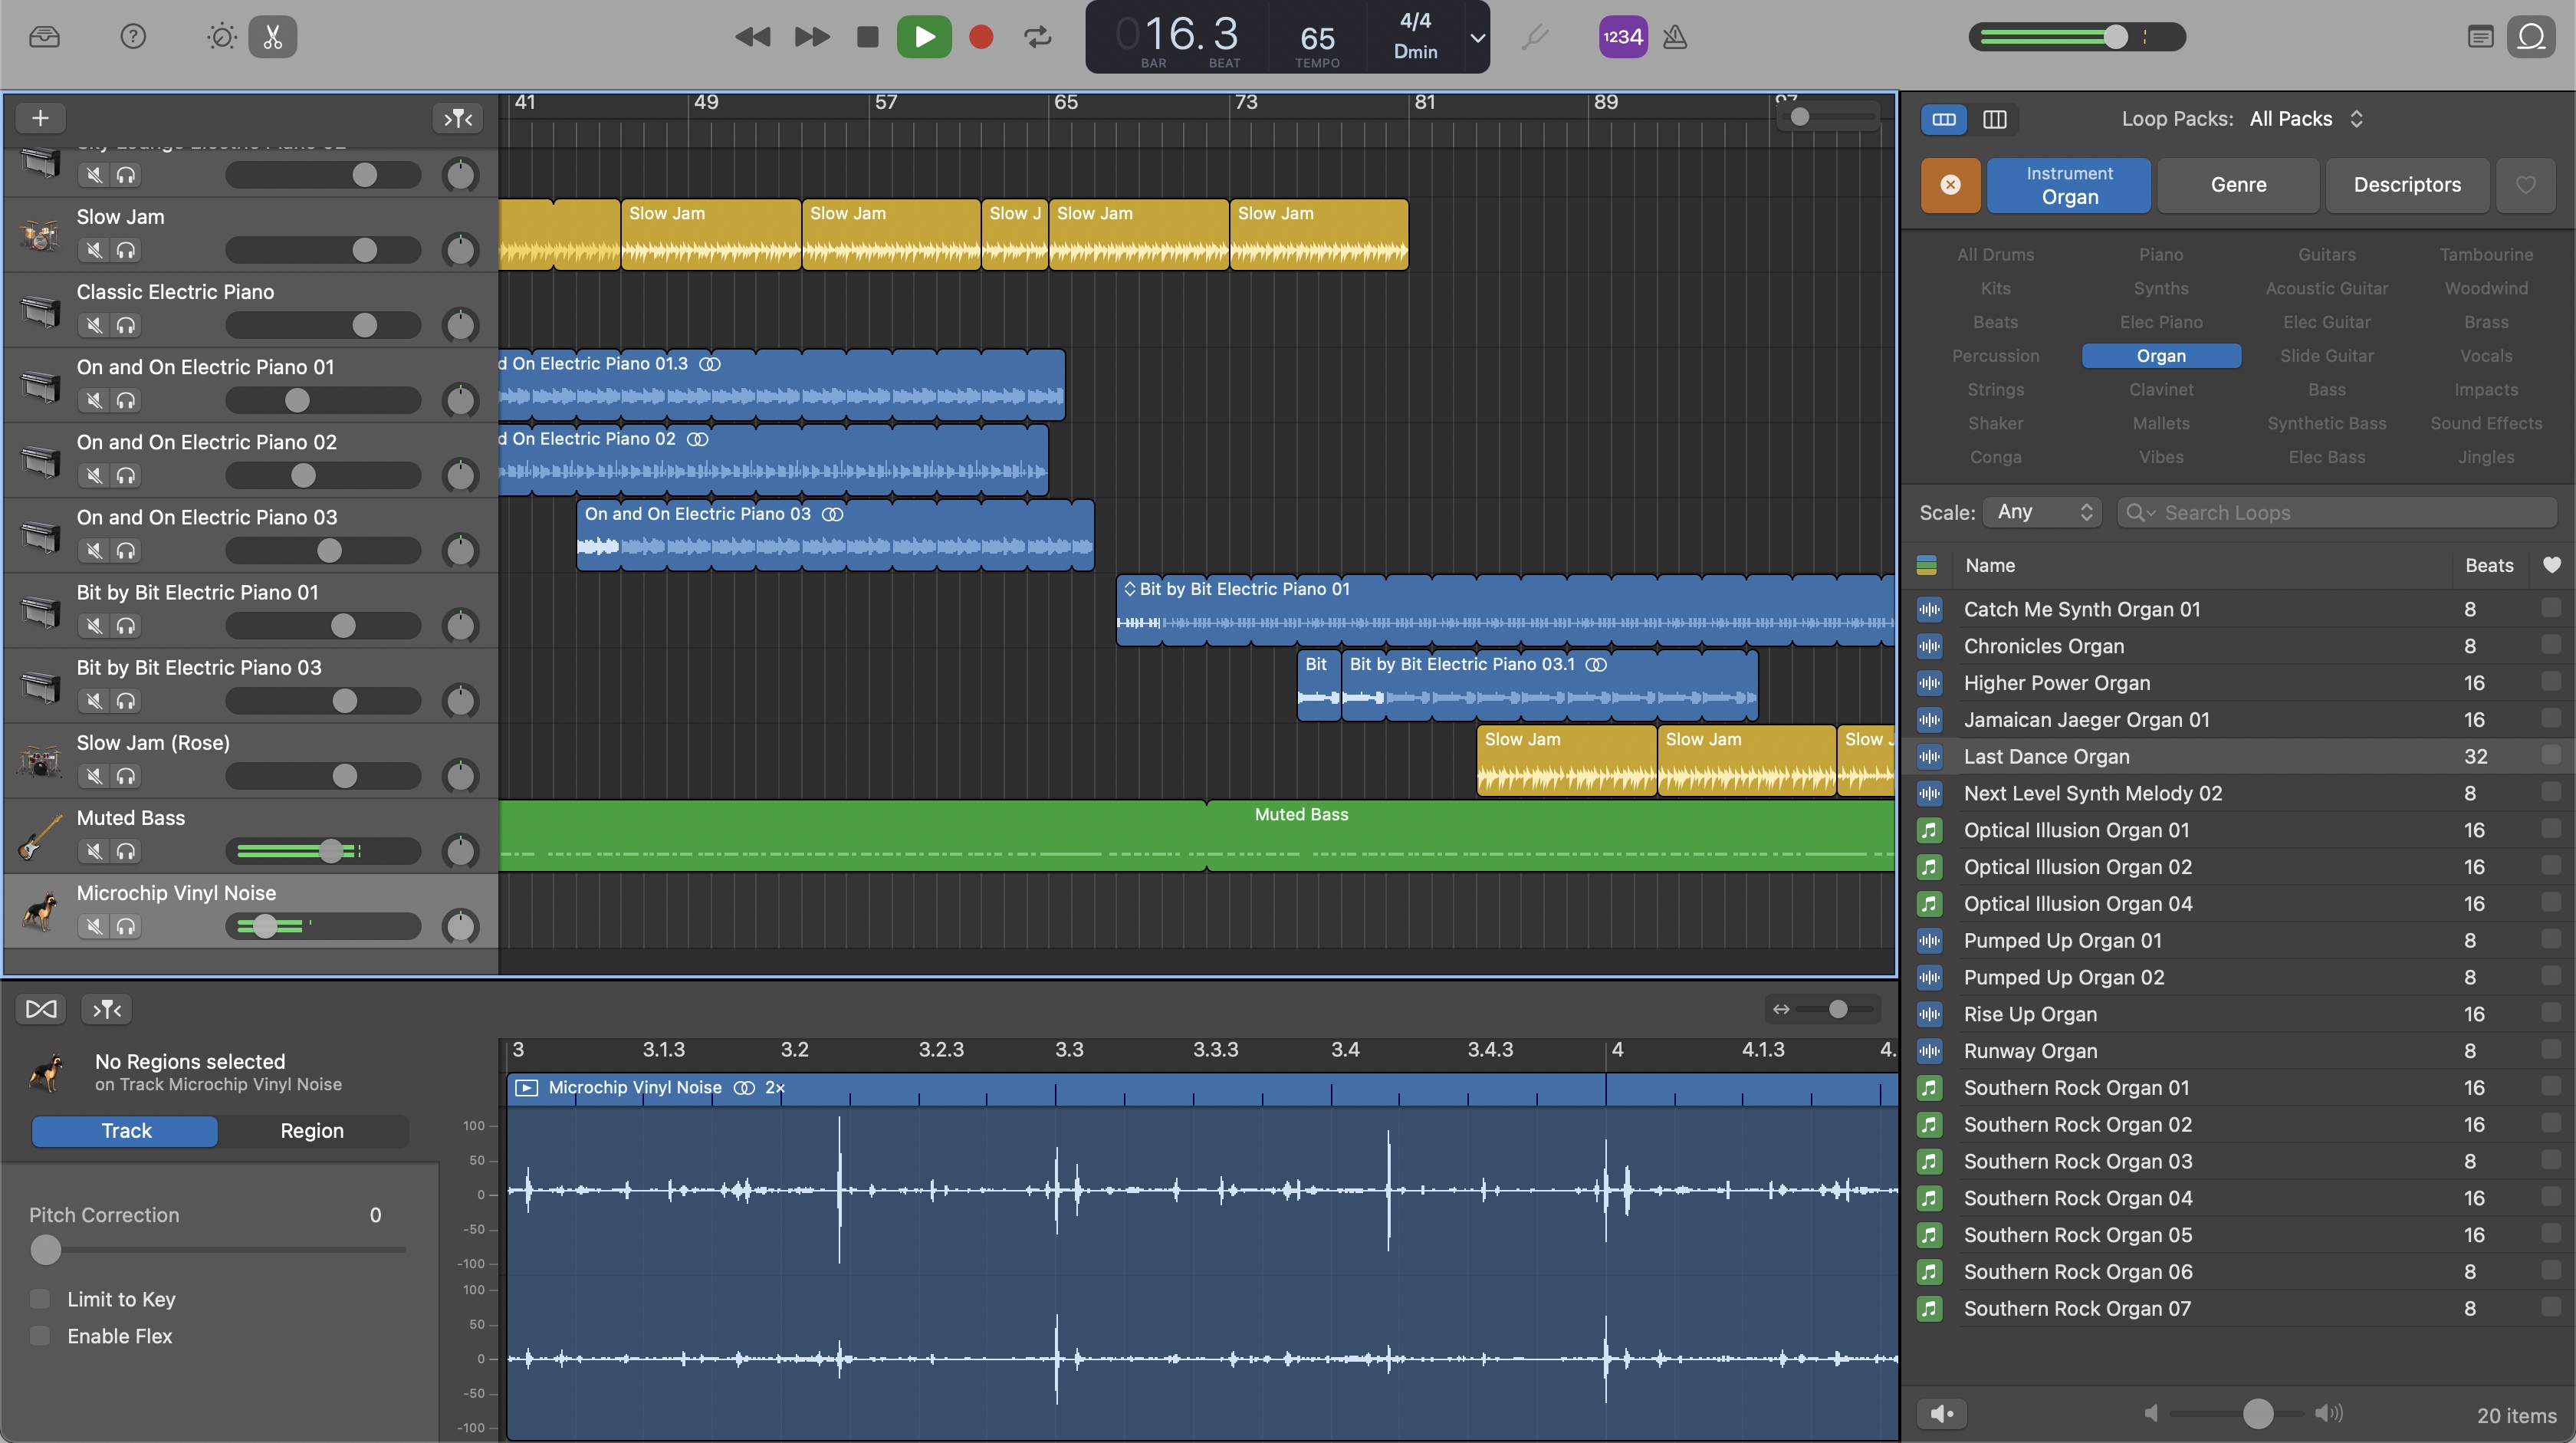 016.3
BAR BEAT
65
TEMPO
4/4
Dmin
1234
41 49 57 65 73 81 89 97
Sky Lounge Electric Piano 02
Slow Jam
Slow Jam Slow Jam Slow J Slow Jam Slow Jam
Classic Electric Piano
On and On Electric Piano 01
d On Electric Piano 01.3
On and On Electric Piano 02
d On Electric Piano 02
On and On Electric Piano 03
On and On Electric Piano 03
Bit by Bit Electric Piano 01
Bit by Bit Electric Piano 01
Bit by Bit Electric Piano 03
Bit Bit by Bit Electric Piano 03.1
Slow Jam (Rose)
Slow Jam Slow Jam Slow J
Muted Bass
Muted Bass
Microchip Vinyl Noise
No Regions selected
on Track Microchip Vinyl Noise
Track Region
Pitch Correction 0
Limit to Key
Enable Flex
3 3.1.3 3.2 3.2.3 3.3 3.3.3 3.4 3.4.3 4 4.1.3 4.
Microchip Vinyl Noise 2×
100
50
0
-50
-100
100
50
0
-50
-100
Loop Packs: All Packs
Instrument
Organ
Genre
Descriptors
All Drums Piano Guitars Tambourine
Kits Synths Acoustic Guitar Woodwind
Beats Elec Piano Elec Guitar Brass
Percussion Organ Slide Guitar Vocals
Strings Clavinet Bass Impacts
Shaker Mallets Synthetic Bass Sound Effects
Conga Vibes Elec Bass Jingles
Scale: Any Search Loops
Name Beats
Catch Me Synth Organ 01 8
Chronicles Organ 8
Higher Power Organ 16
Jamaican Jaeger Organ 01 16
Last Dance Organ 32
Next Level Synth Melody 02 8
Optical Illusion Organ 01 16
Optical Illusion Organ 02 16
Optical Illusion Organ 04 16
Pumped Up Organ 01 8
Pumped Up Organ 02 8
Rise Up Organ 16
Runway Organ 8
Southern Rock Organ 01 16
Southern Rock Organ 02 16
Southern Rock Organ 03 8
Southern Rock Organ 04 16
Southern Rock Organ 05 16
Southern Rock Organ 06 8
Southern Rock Organ 07 8
20 items